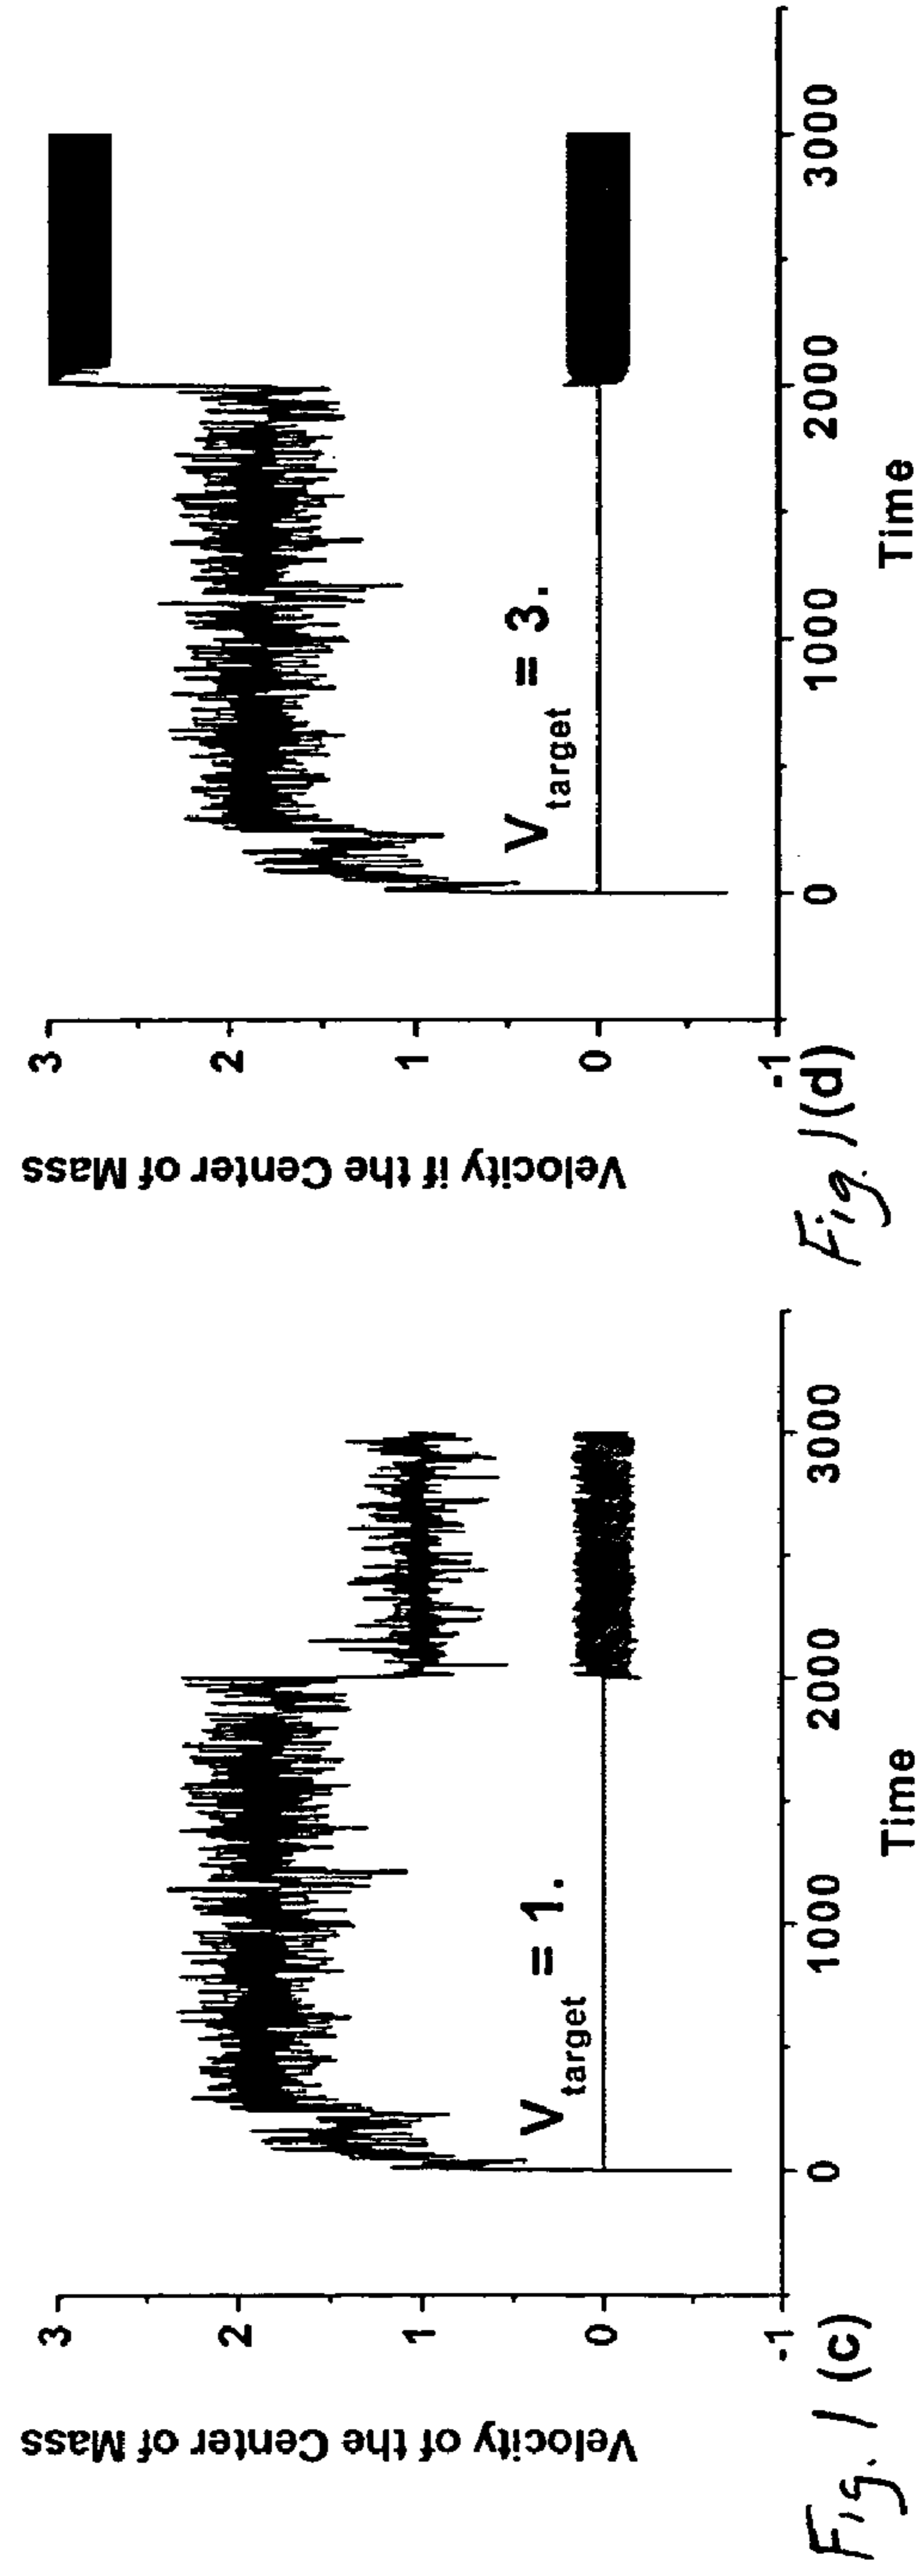 Velocity of the Center of Mass
3
2
1
0
-1
V target = 1.
0
1000
2000
3000
Time
Fig. 1 (c)
Velocity if the Center of Mass
3
2
1
0
-1
V target = 3.
0
1000
2000
3000
Time
Fig. 1(d)